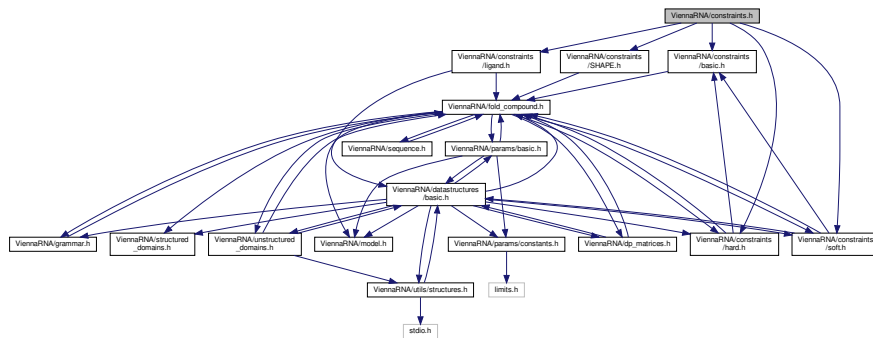 ViennaRNA/constraints.h
ViennaRNA/constraints
/ligand.h
ViennaRNA/constraints
/SHAPE.h
ViennaRNA/constraints
/basic.h
ViennaRNA/fold_compound.h
ViennaRNA/sequence.h
ViennaRNA/params/basic.h
ViennaRNA/datastructures
/basic.h
ViennaRNA/grammar.h
ViennaRNA/structured
_domains.h
ViennaRNA/unstructured
_domains.h
ViennaRNA/model.h
ViennaRNA/params/constants.h
ViennaRNA/dp_matrices.h
ViennaRNA/constraints
/hard.h
ViennaRNA/constraints
/soft.h
ViennaRNA/utils/structures.h
limits.h
stdio.h